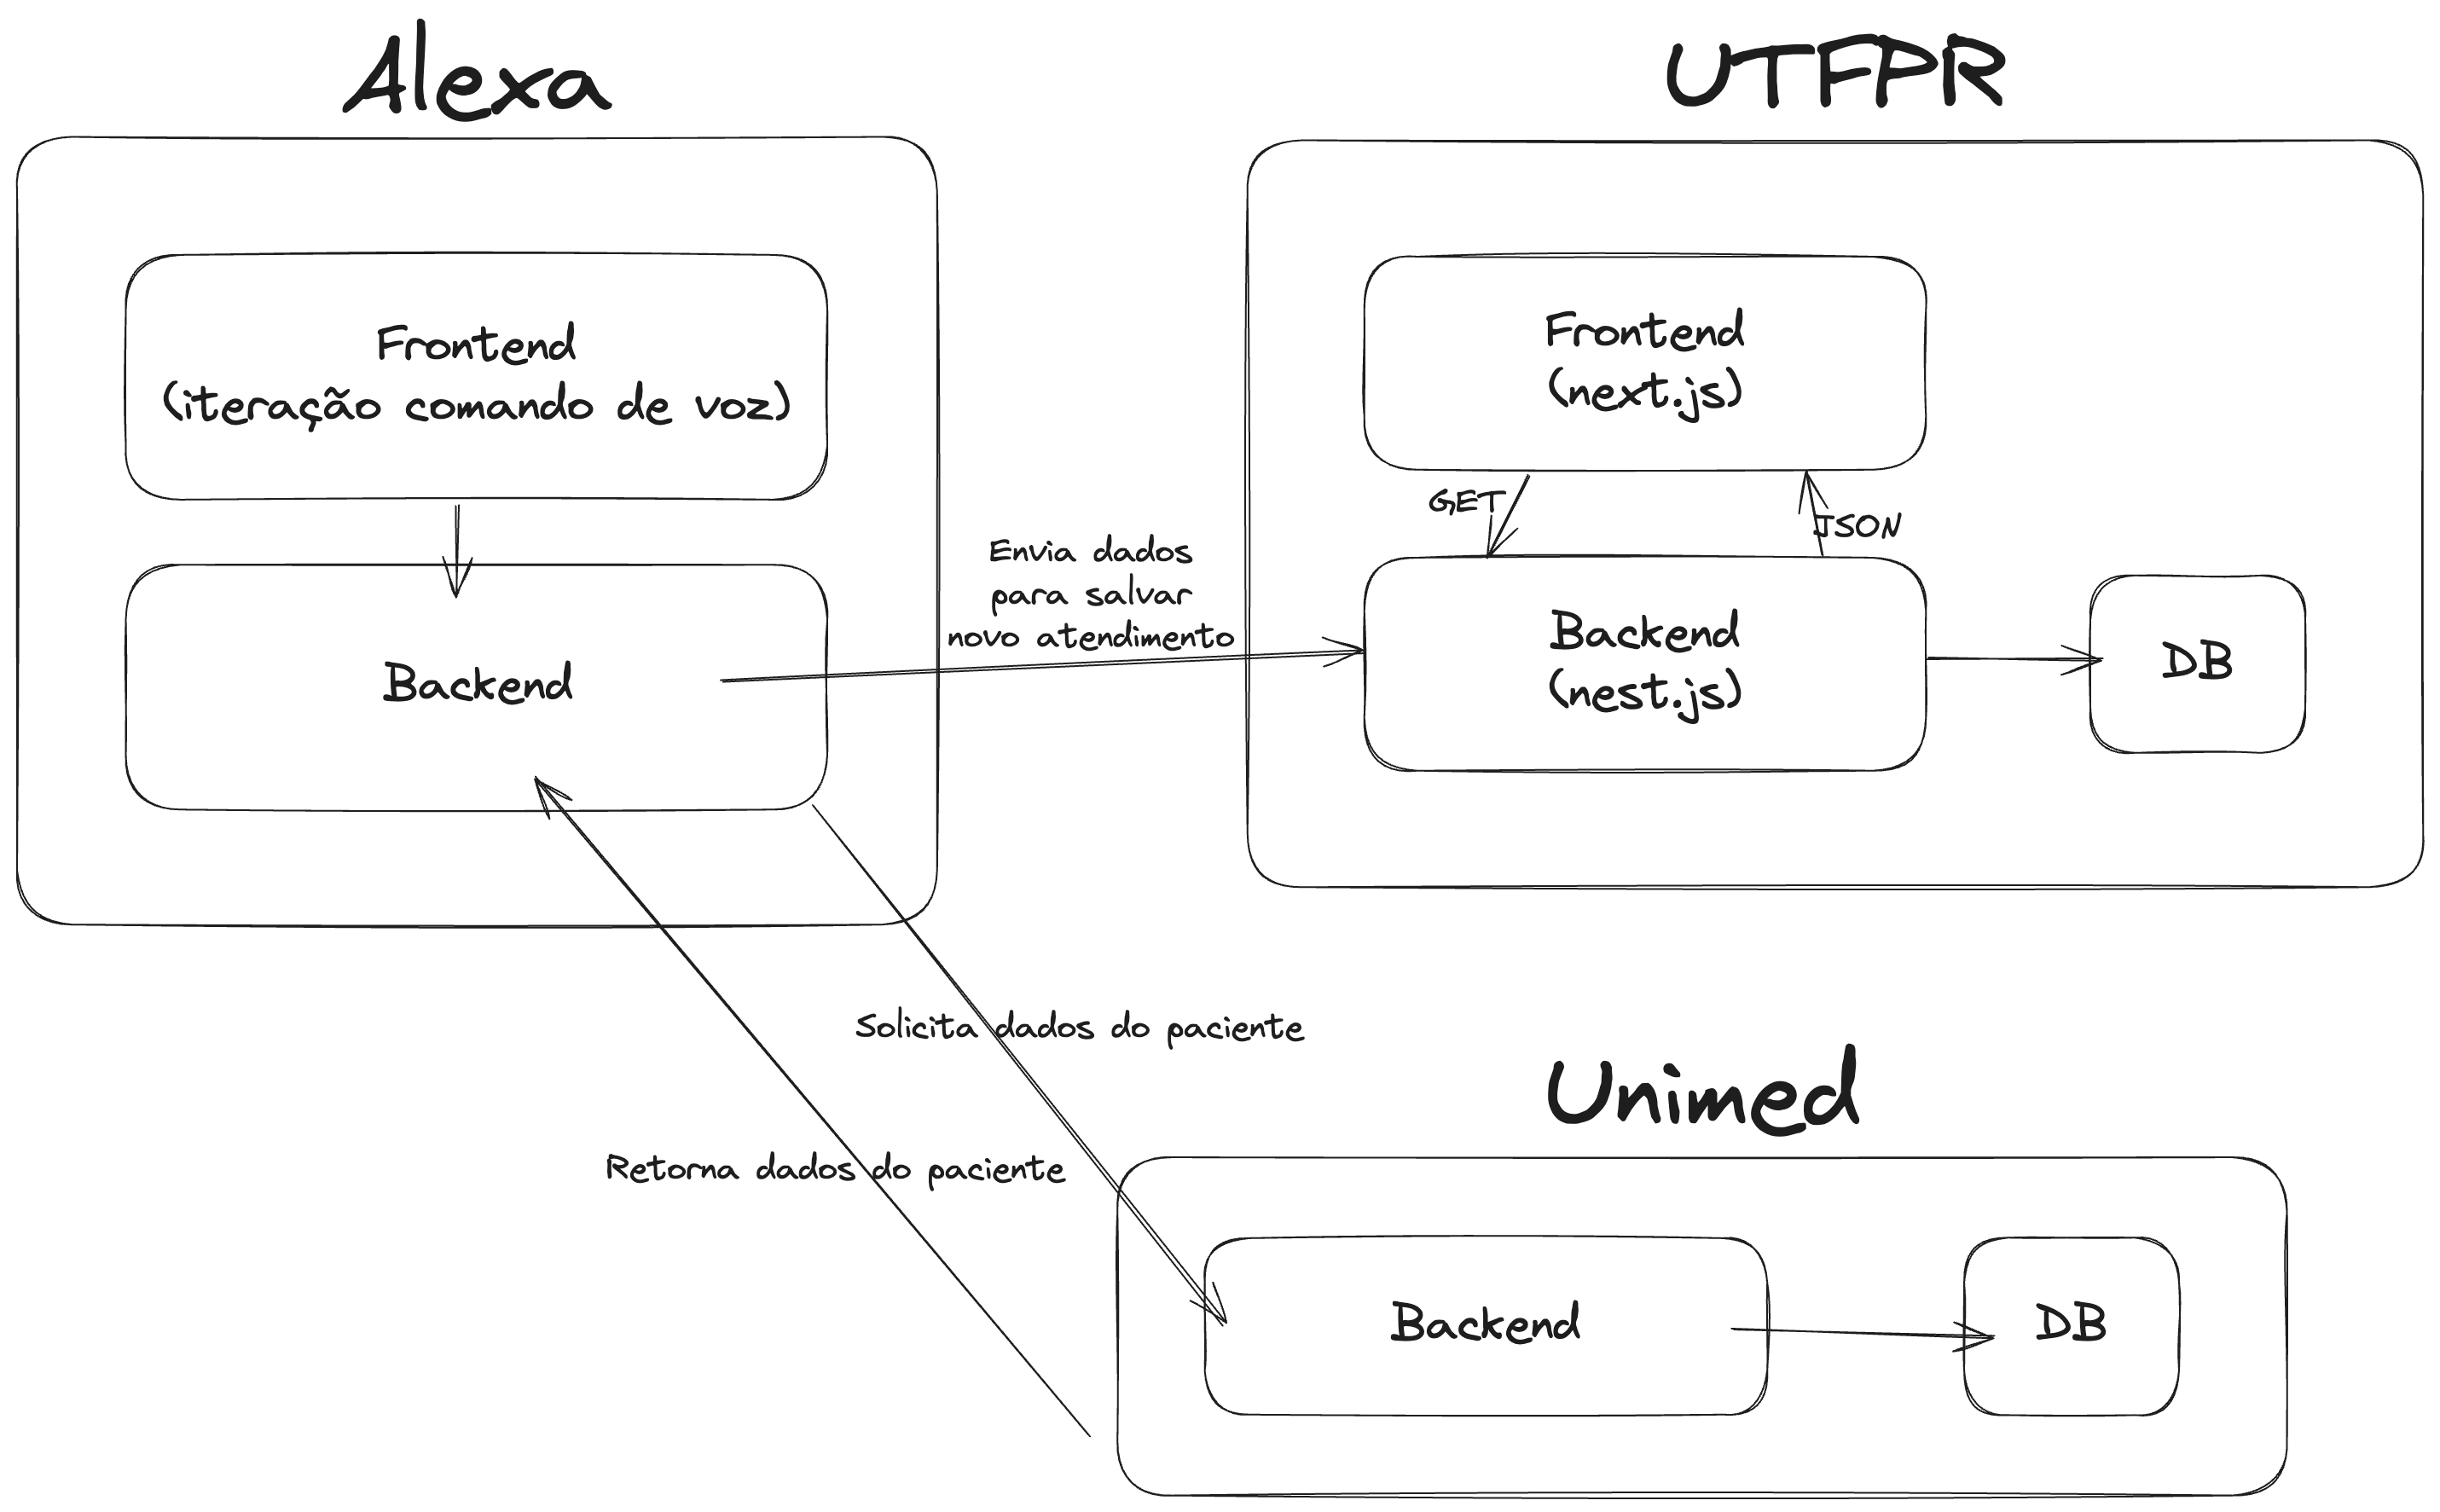 Alexa
UTFPR
Frontend
(iteração comando de voz)
Frontend
(next.js)
GET
JSON
Envia dados
para salvar
novo atendimento
Backend
Backend
(nest.js)
DB
Solicita dados do paciente
Retorna dados do paciente
Unimed
Backend
DB